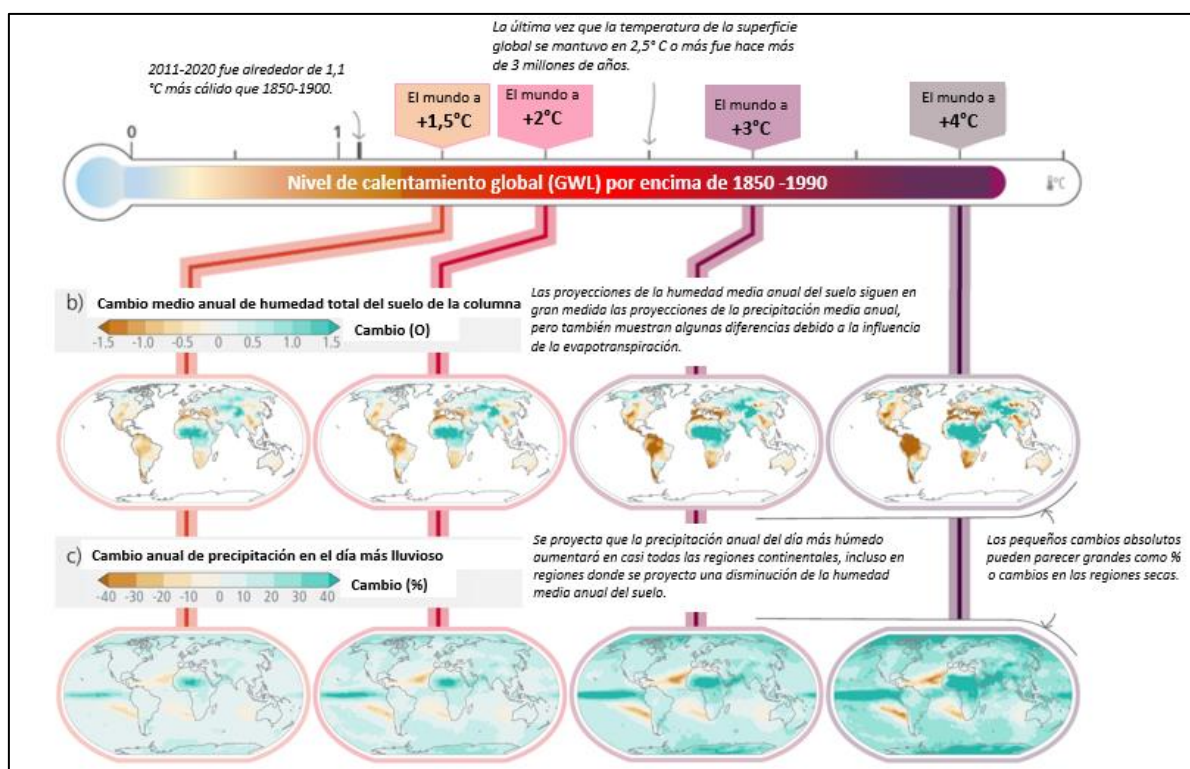 La última vez que la temperatura de la superficie
global se mantuvo en 2,5° C o más fue hace más
de 3 millones de años.
2011-2020 fue alrededor de 1,1
°C más cálido que 1850-1900.
El mundo a
+1,5°C
El mundo a
+2°C
El mundo a
+3°C
El mundo a
+4°C
0
1
Nivel de calentamiento global (GWL) por encima de 1850 -1990
°C
b) Cambio medio anual de humedad total del suelo de la columna
Cambio (O)
-1.5 -1.0 -0.5 0 0.5 1.0 1.5
Las proyecciones de la humedad media anual del suelo siguen en
gran medida las proyecciones de la precipitación media anual,
pero también muestran algunas diferencias debido a la influencia
de la evapotranspiración.
c) Cambio anual de precipitación en el día más lluvioso
Cambio (%)
-40 -30 -20 -10 0 10 20 30 40
Se proyecta que la precipitación anual del día más húmedo
aumentará en casi todas las regiones continentales, incluso en
regiones donde se proyecta una disminución de la humedad
media anual del suelo.
Los pequeños cambios absolutos
pueden parecer grandes como %
o cambios en las regiones secas.